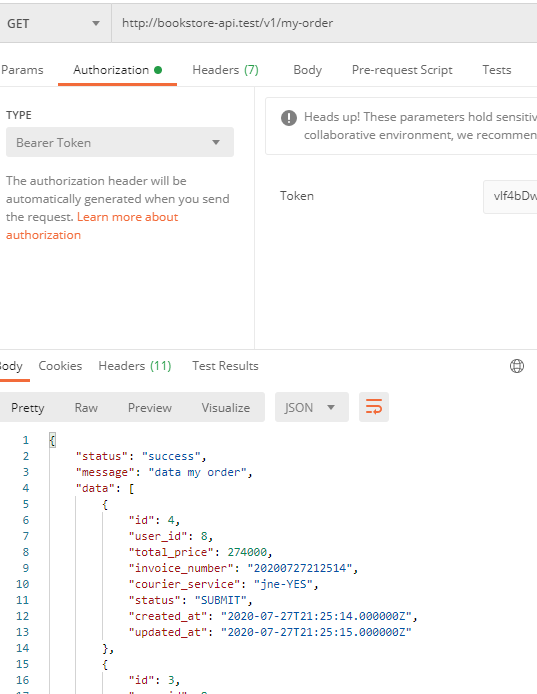 GET http://bookstore-api.test/v1/my-order
Params Authorization Headers (7) Body Pre-request Script Tests
TYPE
Bearer Token
The authorization header will be
automatically generated when you send
the request. Learn more about
authorization
Heads up! These parameters hold sensitiv
collaborative environment, we recommen
Token vlf4bDw
ody Cookies Headers (11) Test Results
Pretty Raw Preview Visualize JSON
1 {
2 "status": "success",
3 "message": "data my order",
4 "data": [
5 {
6 "id": 4,
7 "user_id": 8,
8 "total_price": 274000,
9 "invoice_number": "20200727212514",
10 "courier_service": "jne-YES",
11 "status": "SUBMIT",
12 "created_at": "2020-07-27T21:25:14.000000Z",
13 "updated_at": "2020-07-27T21:25:15.000000Z"
14 },
15 {
16 "id": 3,